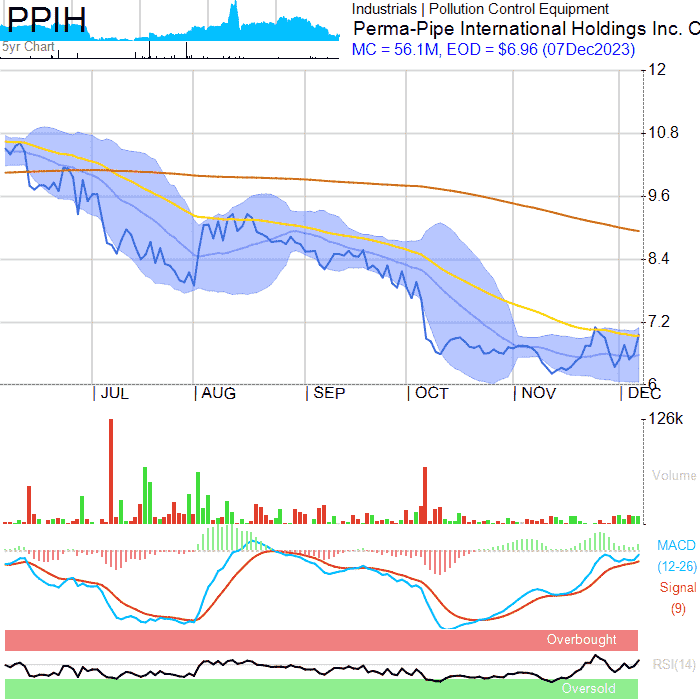 PPIH
5yr Chart
Industrials | Pollution Control Equipment
Perma-Pipe International Holdings Inc. C
MC = 56.1M, EOD = $6.96 (07Dec2023)
12
10.8
9.6
8.4
7.2
6
JUL AUG SEP OCT NOV DEC
126k
Volume
MACD
(12-26)
Signal
(9)
Overbought
RSI(14)
Oversold